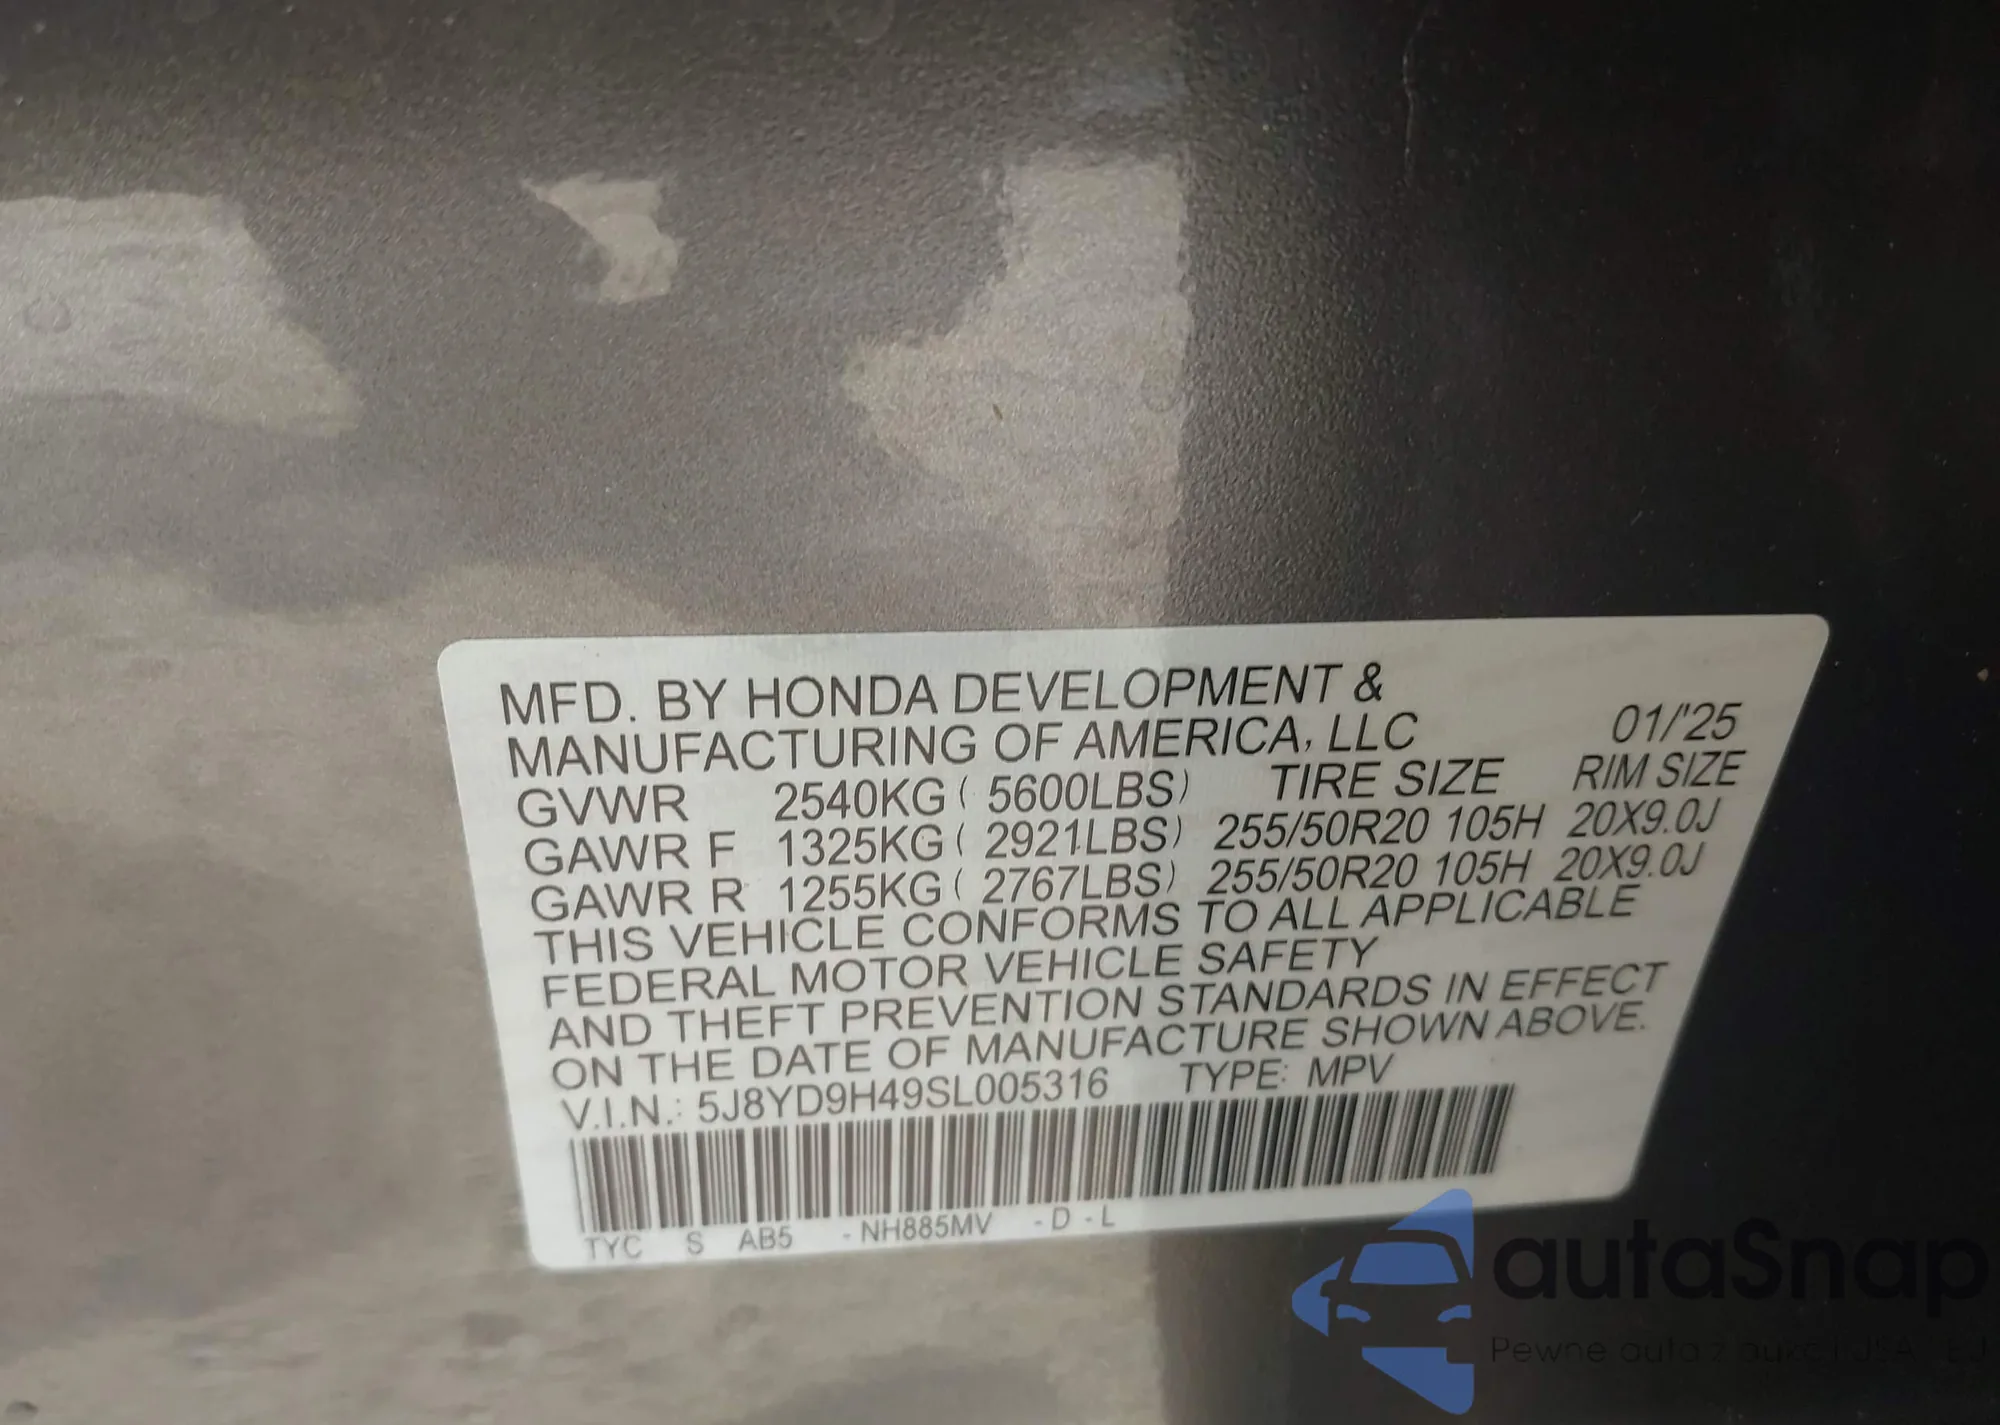 MFD. BY HONDA DEVELOPMENT &
MANUFACTURING OF AMERICA, LLC 01/'25
GVWR 2540KG ( 5600LBS) TIRE SIZE RIM SIZE
GAWR F 1325KG ( 2921LBS) 255/50R20 105H 20X9.0J
GAWR R 1255KG ( 2767LBS) 255/50R20 105H 20X9.0J
THIS VEHICLE CONFORMS TO ALL APPLICABLE
FEDERAL MOTOR VEHICLE SAFETY
AND THEFT PREVENTION STANDARDS IN EFFECT
ON THE DATE OF MANUFACTURE SHOWN ABOVE.
V.I.N.: 5J8YD9H49SL005316 TYPE: MPV
TYC S AB5 -NH885MV -D -L
autaSnap
Pewne auta z